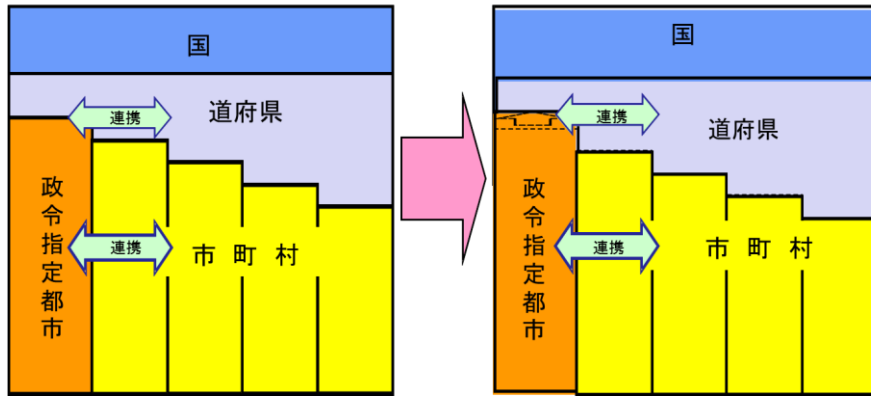 国
道府県
連携
政令指定都市
連携
市町村
国
道府県
連携
政令指定都市
連携
市町村